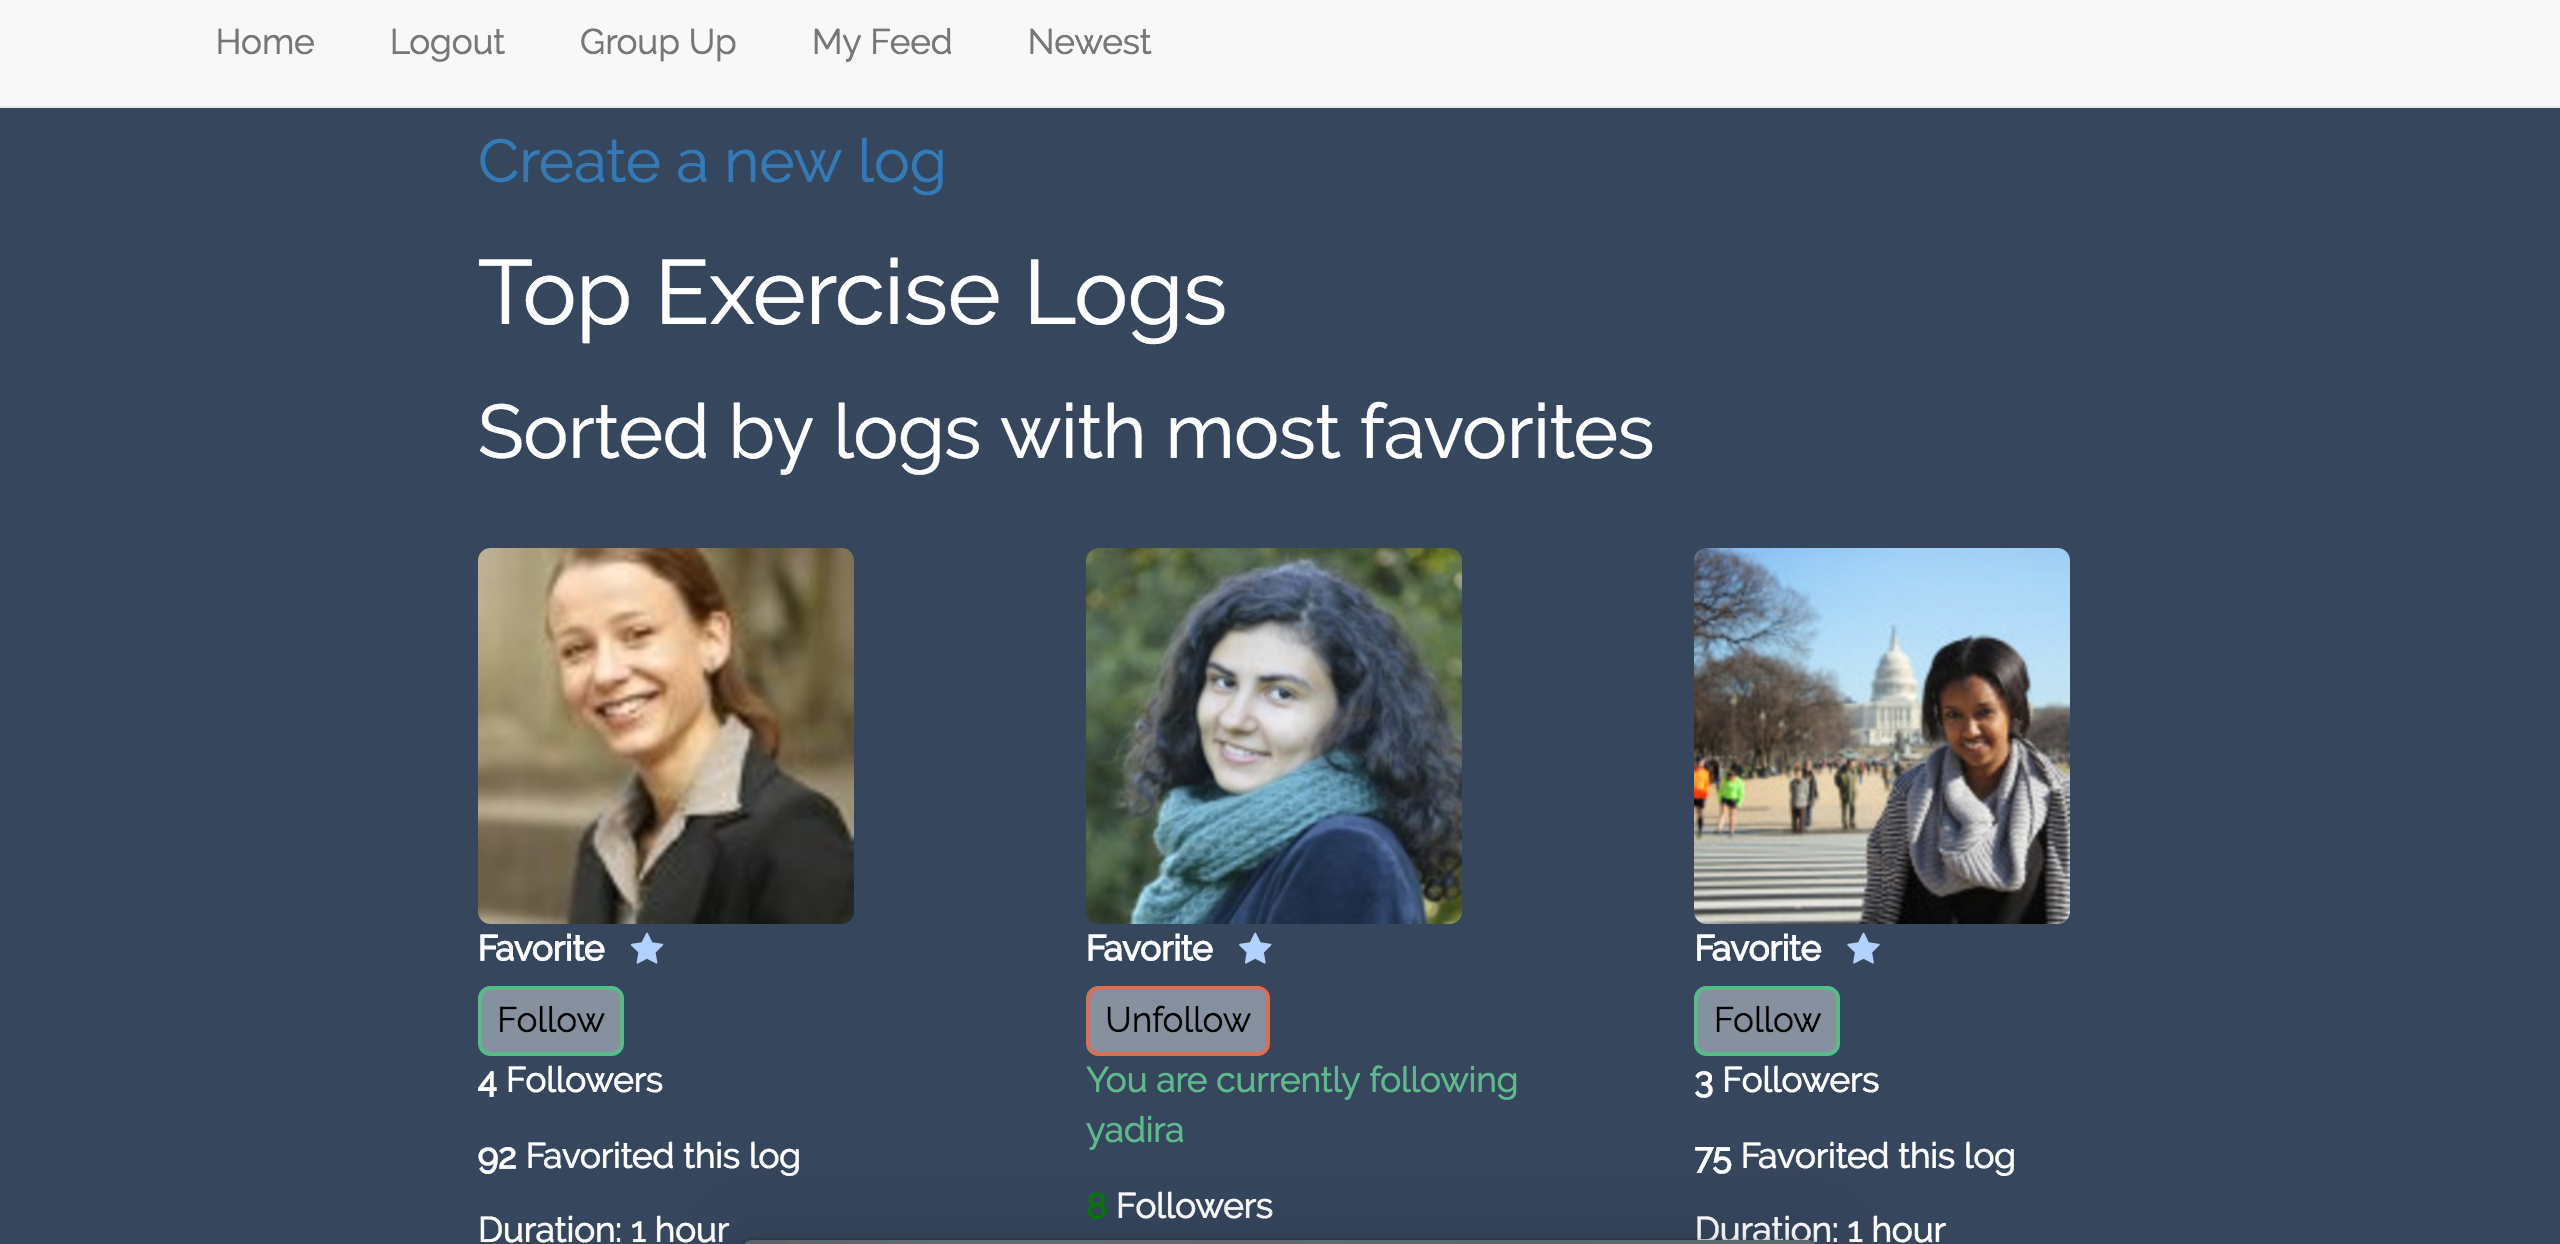 Home Logout Group Up My Feed Newest
Create a new log
Top Exercise Logs
Sorted by logs with most favorites
Favorite
Follow
4 Followers
92 Favorited this log
Duration: 1 hour
Favorite
Unfollow
You are currently following
yadira
8 Followers
Favorite
Follow
3 Followers
75 Favorited this log
Duration: 1 hour